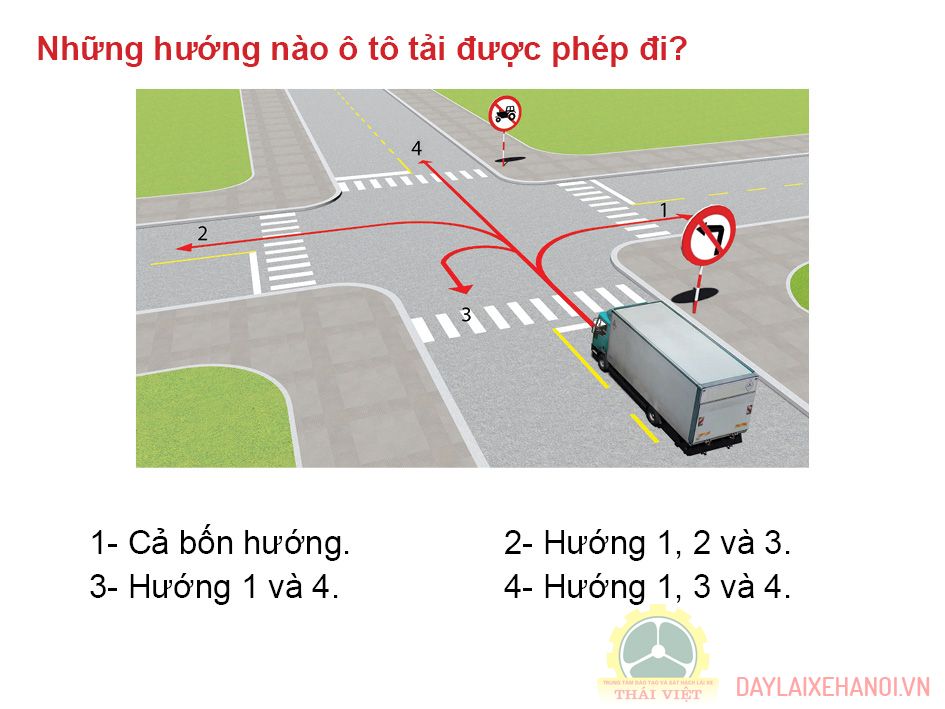 Những hướng nào ô tô tải được phép đi?
4
1
2
3
1- Cả bốn hướng.
2- Hướng 1, 2 và 3.
3- Hướng 1 và 4.
4- Hướng 1, 3 và 4.
TRUNG TÂM ĐÀO TẠO VÀ SÁT HẠCH LÁI XE
THÁI VIỆT
DAYLAIXEHANOI.VN